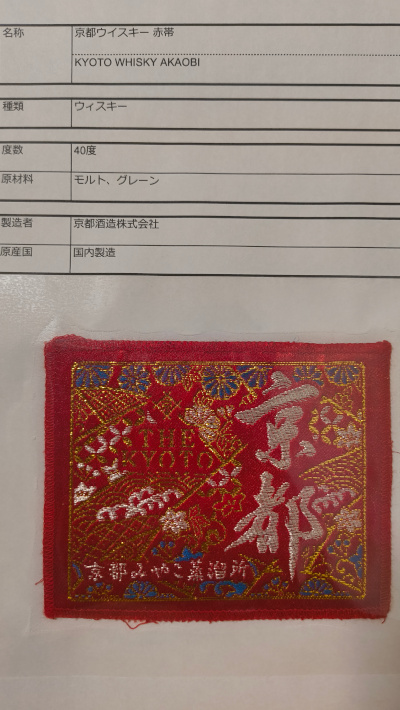 名称
京都ウイスキー 赤帯
KYOTO WHISKY AKAOBI
種類
ウィスキー
度数
40度
原材料
モルト、グレーン
製造者
京都酒造株式会社
原産国
国内製造
THE
KYOTO
京都
京都みやこ蒸溜所